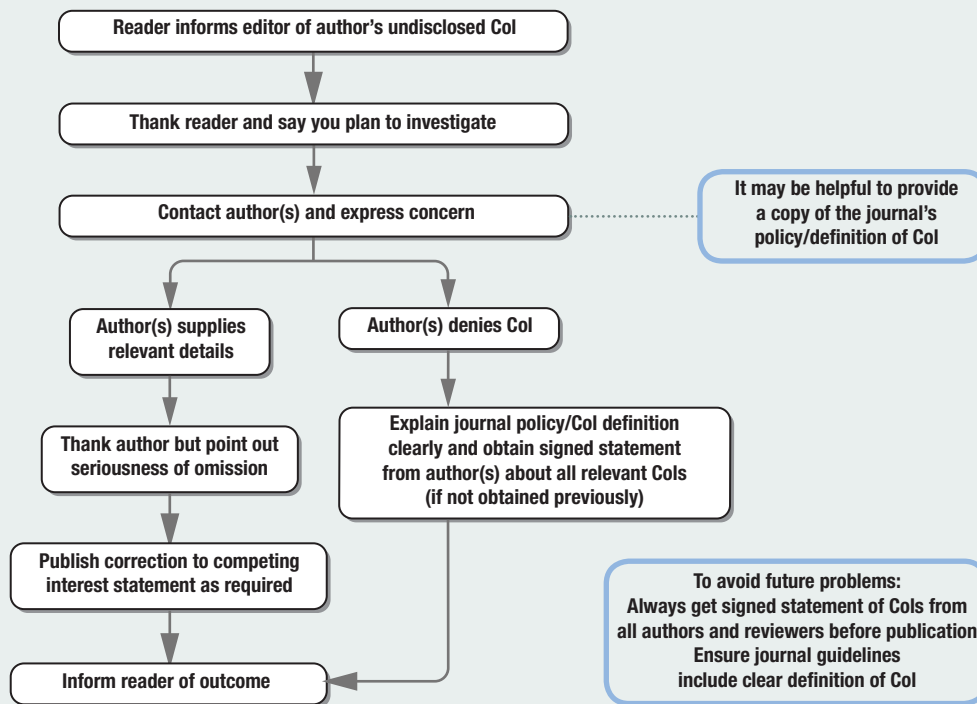 Reader informs editor of author's undisclosed CoI
Thank reader and say you plan to investigate
Contact author(s) and express concern
It may be helpful to provide
a copy of the journal's
policy/definition of CoI
Author(s) supplies
relevant details
Author(s) denies CoI
Thank author but point out
seriousness of omission
Explain journal policy/CoI definition
clearly and obtain signed statement
from author(s) about all relevant CoIs
(if not obtained previously)
Publish correction to competing
interest statement as required
Inform reader of outcome
To avoid future problems:
Always get signed statement of CoIs from
all authors and reviewers before publication
Ensure journal guidelines
include clear definition of CoI